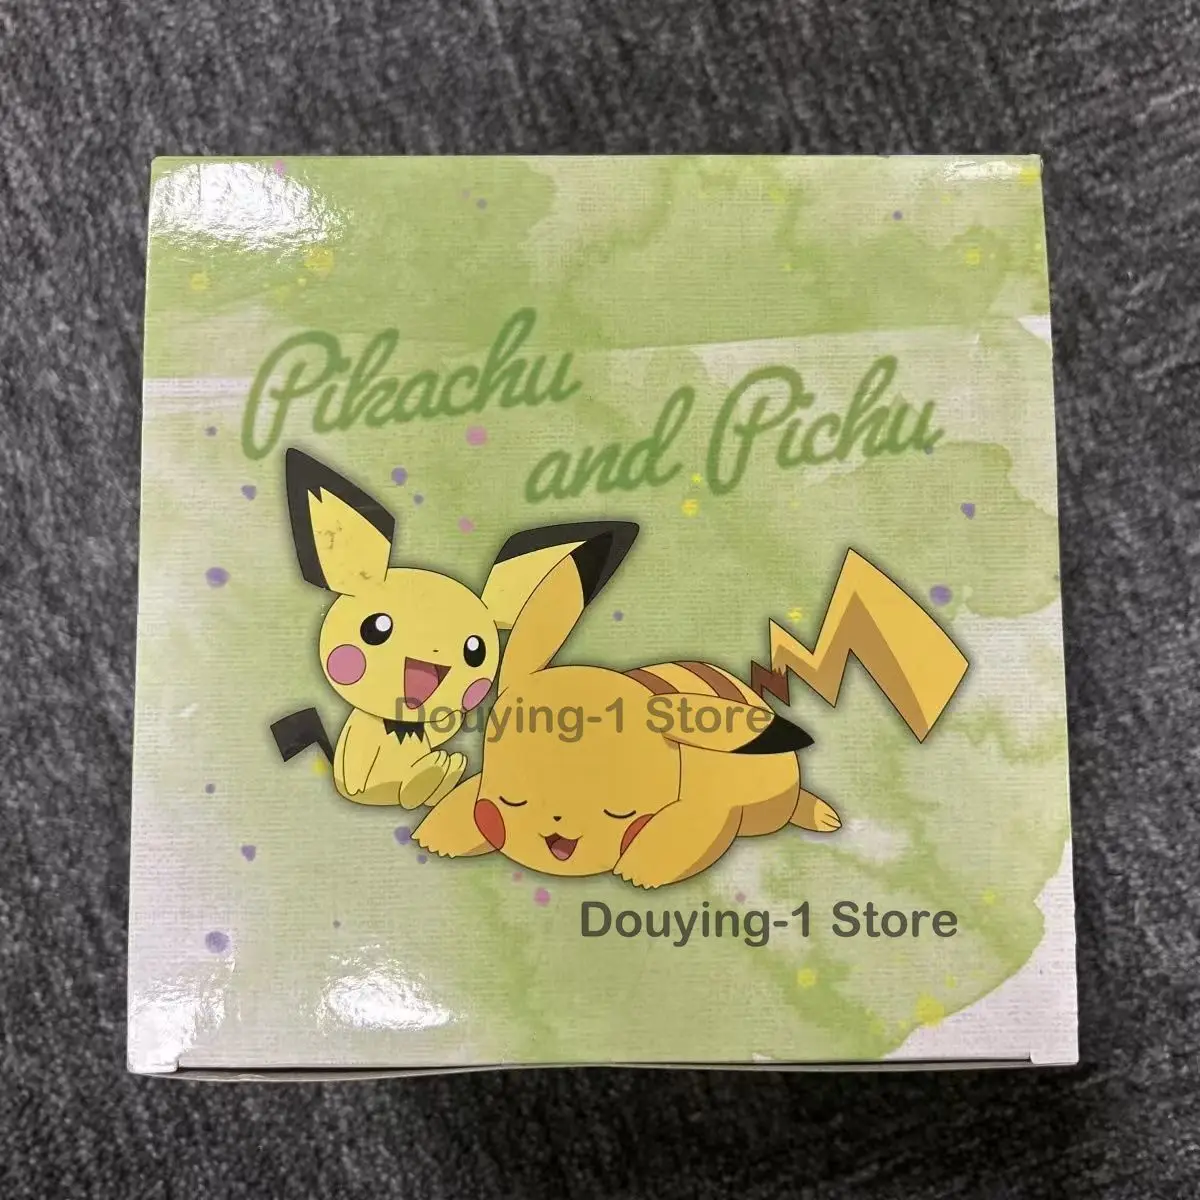 Pikachu
and Pichu
Douying-1 Store
Douying-1 Store